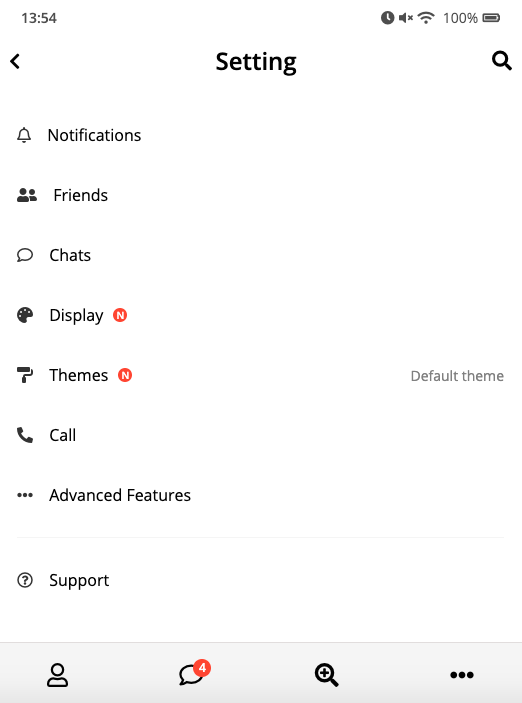 13:54 100%
Setting
Notifications
Friends
Chats
Display N
Themes N Default theme
Call
Advanced Features
Support
4